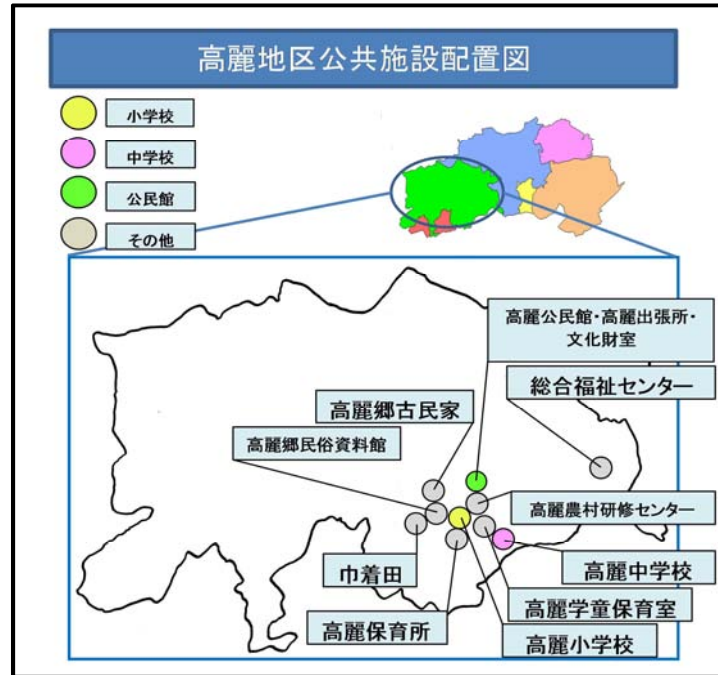 高麗地区公共施設配置図
小学校
中学校
公民館
その他
高麗公民館・高麗出張所・
文化財室
総合福祉センター
高麗郷古民家
高麗郷民俗資料館
高麗農村研修センター
巾着田
高麗中学校
高麗学童保育室
高麗保育所
高麗小学校